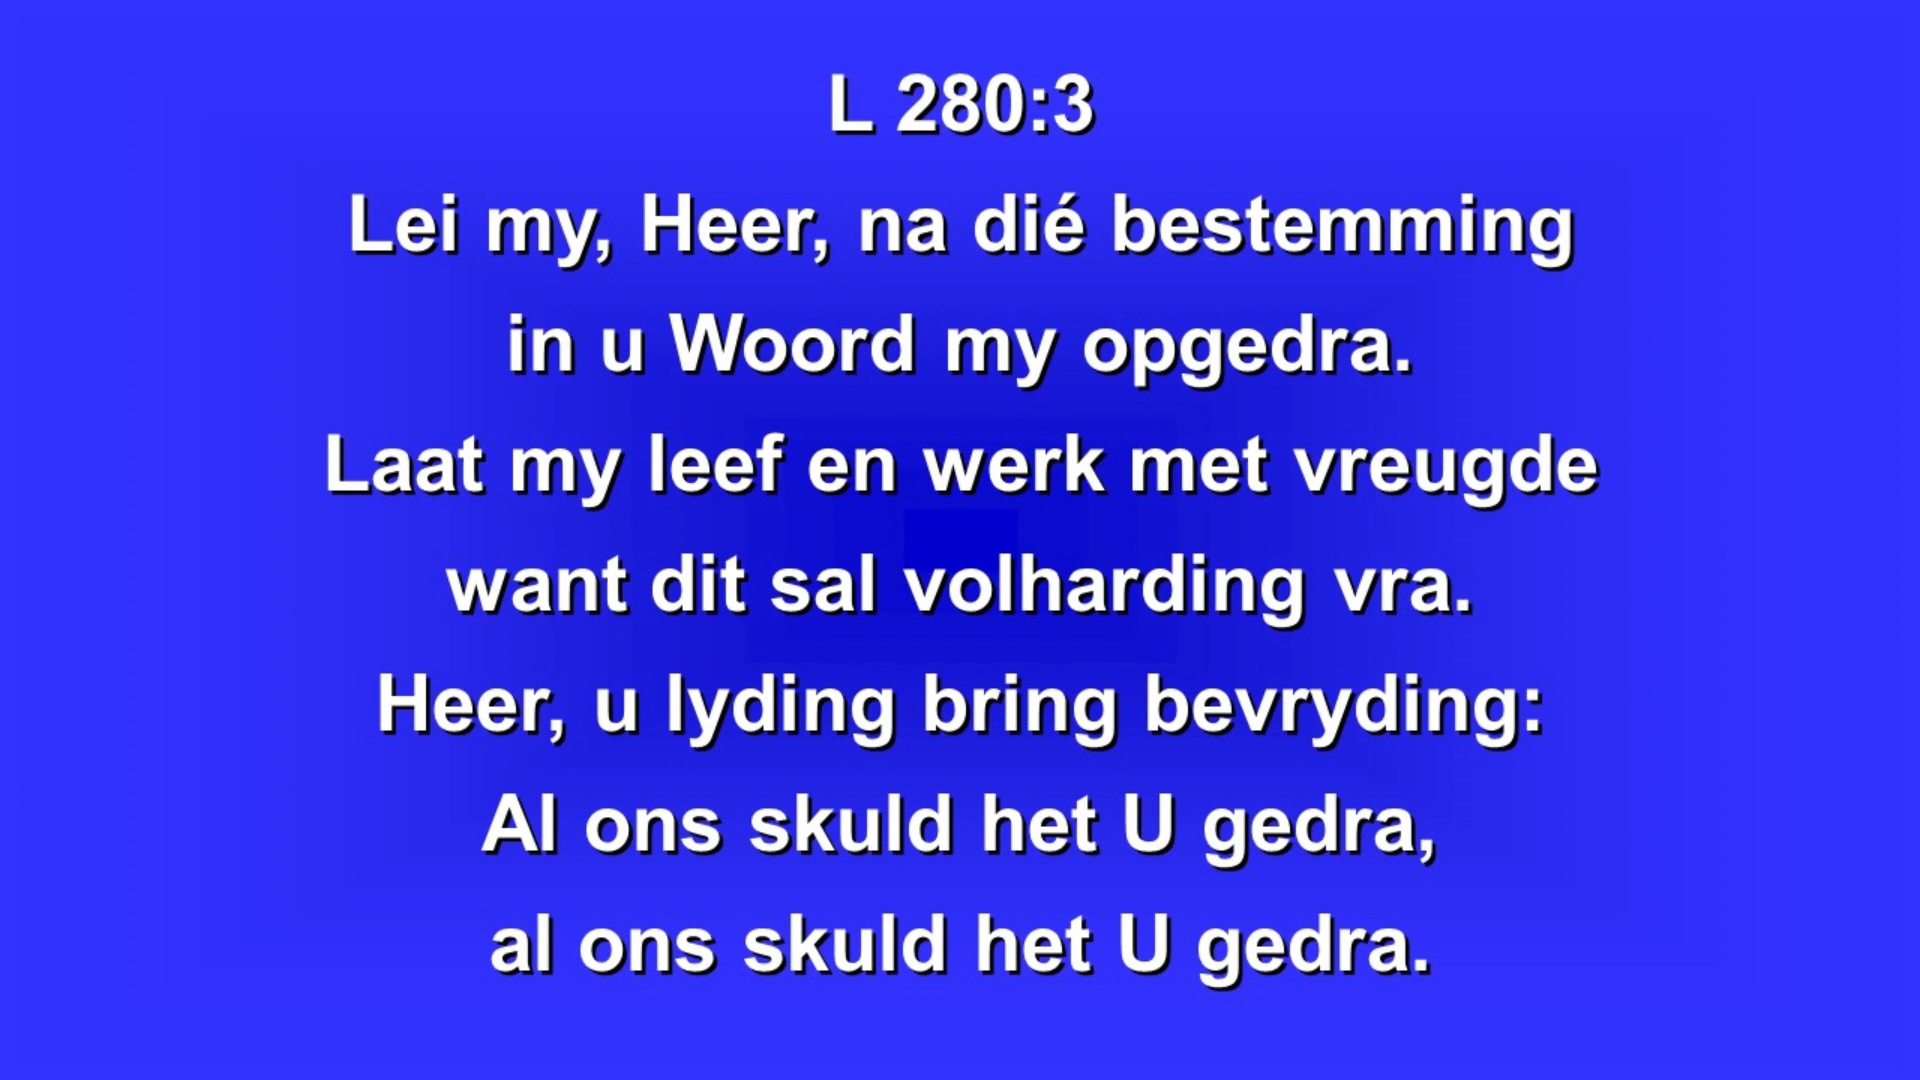 L 280:3
Lei my, Heer, na dié bestemming
in u Woord my opgedra.
Laat my leef en werk met vreugde
want dit sal volharding vra.
Heer, u lyding bring bevryding:
Al ons skuld het U gedra,
al ons skuld het U gedra.